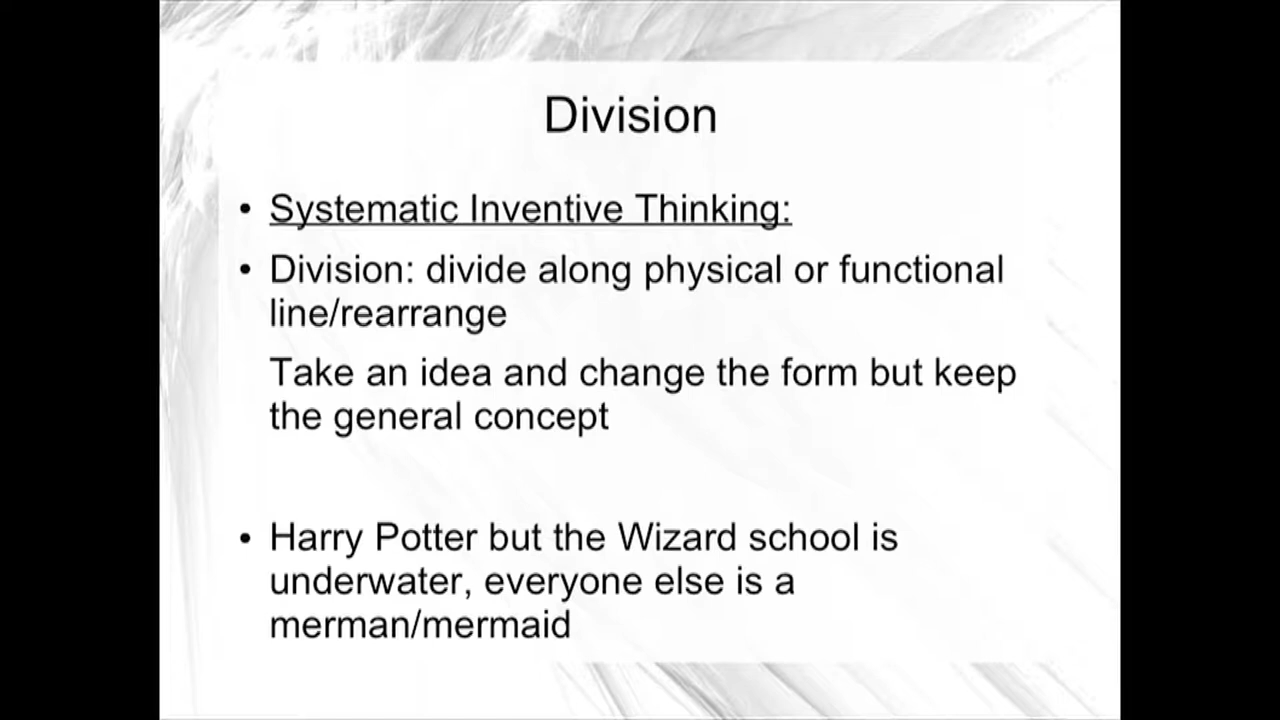 Division
• Systematic Inventive Thinking:
• Division: divide along physical or functional
line/rearrange
Take an idea and change the form but keep
the general concept
• Harry Potter but the Wizard school is
underwater, everyone else is a
merman/mermaid